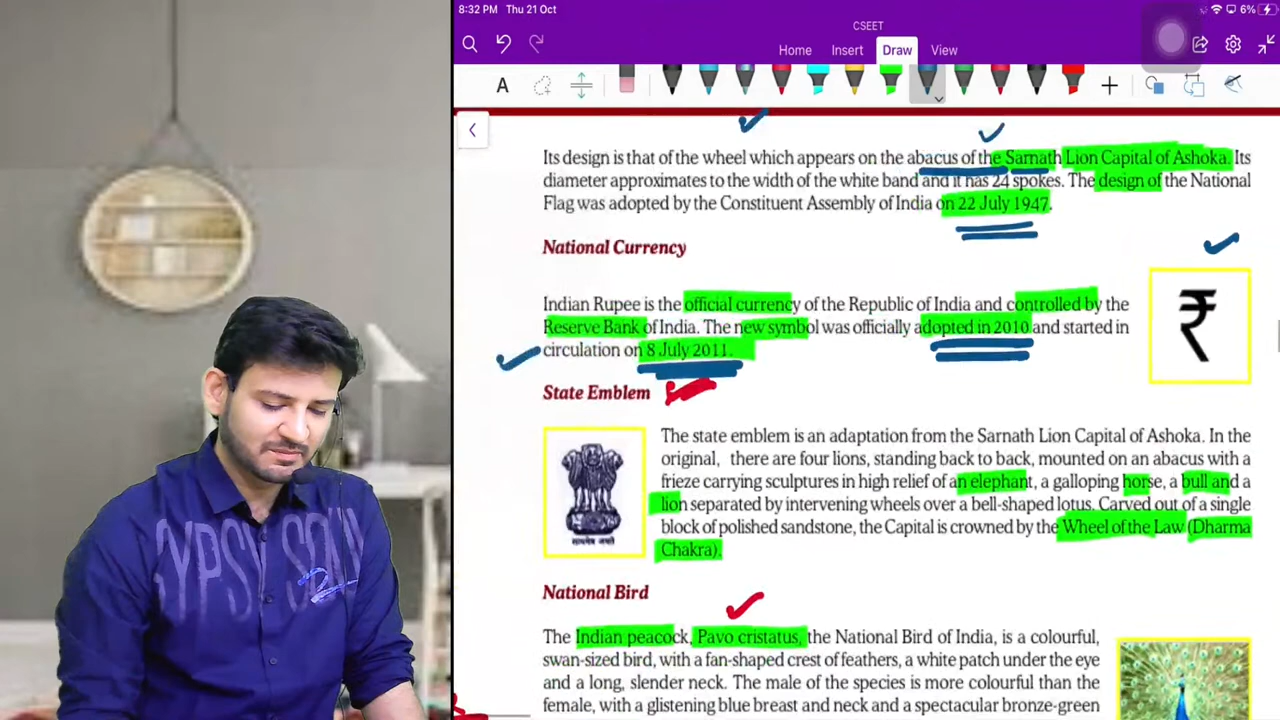 8:32 PM Thu 21 Oct
6%
CSEET
Home Insert Draw View
A
Its design is that of the wheel which appears on the abacus of the Sarnath Lion Capital of Ashoka. Its
diameter approximates to the width of the white band and it has 24 spokes. The design of the National
Flag was adopted by the Constituent Assembly of India on 22 July 1947.
National Currency
Indian Rupee is the official currency of the Republic of India and controlled by the
Reserve Bank of India. The new symbol was officially adopted in 2010 and started in
circulation on 8 July 2011.
₹
State Emblem
The state emblem is an adaptation from the Sarnath Lion Capital of Ashoka. In the
original, there are four lions, standing back to back, mounted on an abacus with a
frieze carrying sculptures in high relief of an elephant, a galloping horse, a bull and a
lion separated by intervening wheels over a bell-shaped lotus. Carved out of a single
block of polished sandstone, the Capital is crowned by the Wheel of the Law (Dharma
Chakra).
सत्यमेव जयते
National Bird
The Indian peacock, Pavo cristatus, the National Bird of India, is a colourful,
swan-sized bird, with a fan-shaped crest of feathers, a white patch under the eye
and a long, slender neck. The male of the species is more colourful than the
female, with a glistening blue breast and neck and a spectacular bronze-green